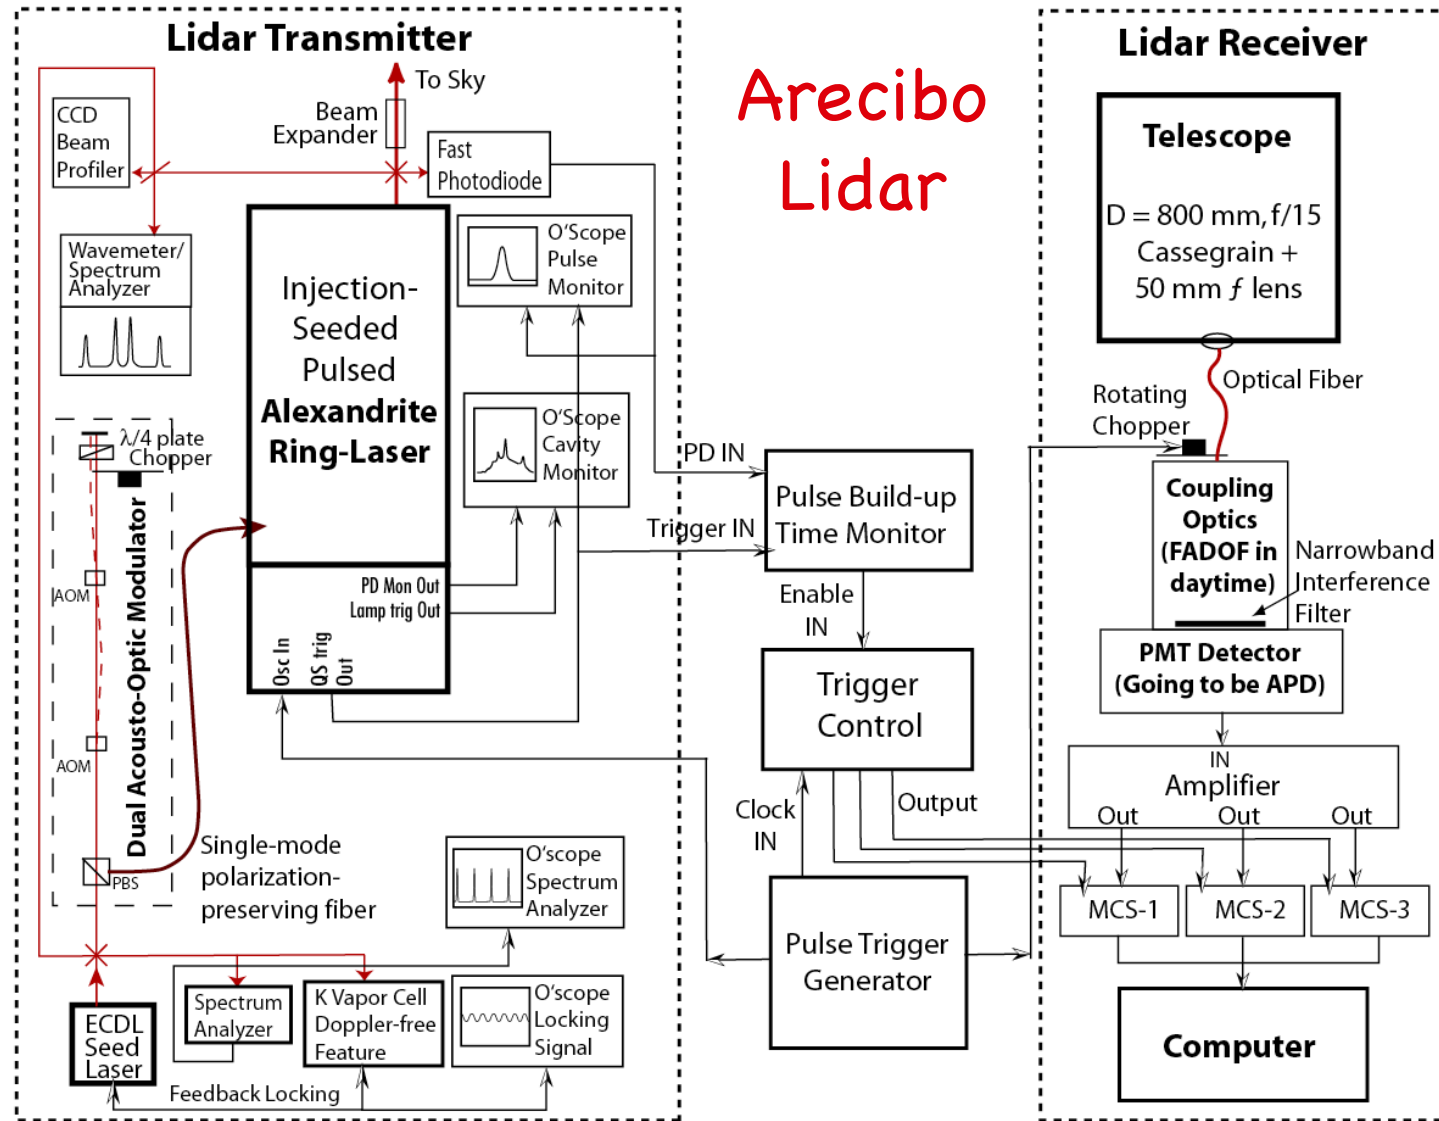 Lidar Transmitter
To Sky
Beam
Expander
CCD
Beam
Profiler
Fast
Photodiode
Wavemeter/
Spectrum
Analyzer
O'Scope
Pulse
Monitor
Injection-
Seeded
Pulsed
Alexandrite
Ring-Laser
O'Scope
Cavity
Monitor
λ/4 plate
Chopper
Dual Acousto-Optic Modulator
AOM
AOM
PBS
PD Mon Out
Lamp trig Out
Osc In
QS trig
Out
Single-mode
polarization-
preserving fiber
O'scope
Spectrum
Analyzer
ECDL
Seed
Laser
Spectrum
Analyzer
K Vapor Cell
Doppler-free
Feature
O'scope
Locking
Signal
Feedback Locking
Arecibo
Lidar
PD IN
Trigger IN
Pulse Build-up
Time Monitor
Enable
IN
Trigger
Control
Clock
IN
Output
Pulse Trigger
Generator
Lidar Receiver
Telescope
D = 800 mm, f/15
Cassegrain +
50 mm ƒ lens
Optical Fiber
Rotating
Chopper
Coupling
Optics
(FADOF in
daytime)
Narrowband
Interference
Filter
PMT Detector
(Going to be APD)
IN
Amplifier
Out
Out
Out
MCS-1
MCS-2
MCS-3
Computer